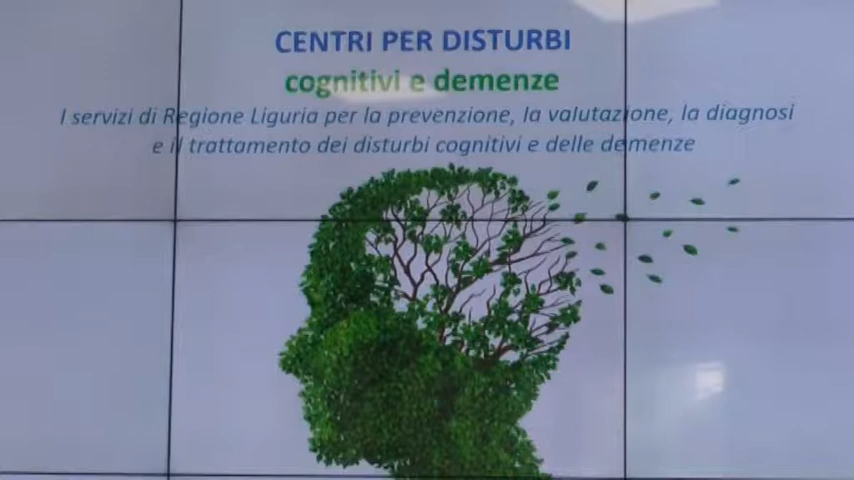 CENTRI PER DISTURBI
cognitivi e demenze
I servizi di Regione Liguria per la prevenzione, la valutazione, la diagnosi
e il trattamento dei disturbi cognitivi e delle demenze